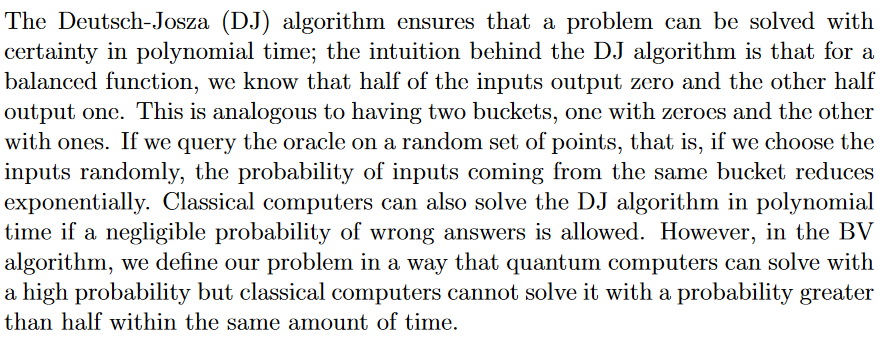 The Deutsch-Josza (DJ) algorithm ensures that a problem can be solved with
certainty in polynomial time; the intuition behind the DJ algorithm is that for a
balanced function, we know that half of the inputs output zero and the other half
output one. This is analogous to having two buckets, one with zeroes and the other
with ones. If we query the oracle on a random set of points, that is, if we choose the
inputs randomly, the probability of inputs coming from the same bucket reduces
exponentially. Classical computers can also solve the DJ algorithm in polynomial
time if a negligible probability of wrong answers is allowed. However, in the BV
algorithm, we define our problem in a way that quantum computers can solve with
a high probability but classical computers cannot solve it with a probability greater
than half within the same amount of time.